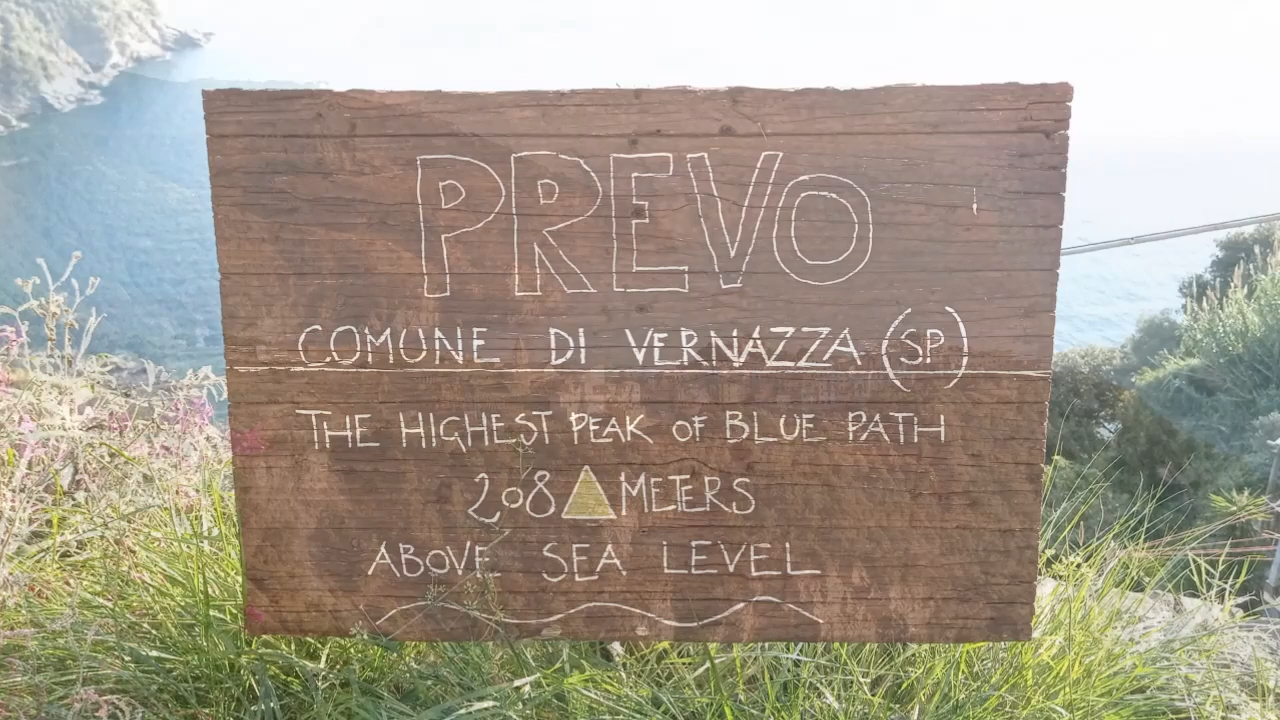 PREVO
COMUNE DI VERNAZZA (SP)
THE HIGHEST PEAK OF BLUE PATH
208 METERS
ABOVE SEA LEVEL